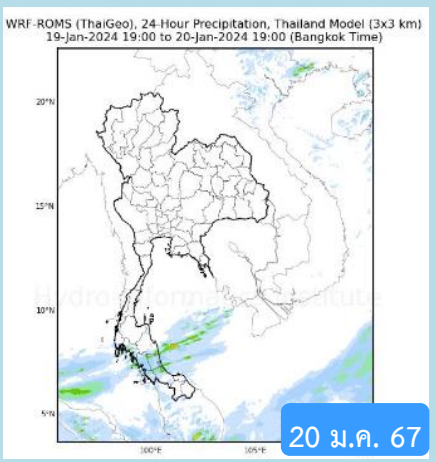 WRF-ROMS (ThaiGeo), 24-Hour Precipitation, Thailand Model (3x3 km)
19-Jan-2024 19:00 to 20-Jan-2024 19:00 (Bangkok Time)
20°N
15°N
Hydro Informatics Institute
10°N
5°N
100°E
105°E
20 ม.ค. 67